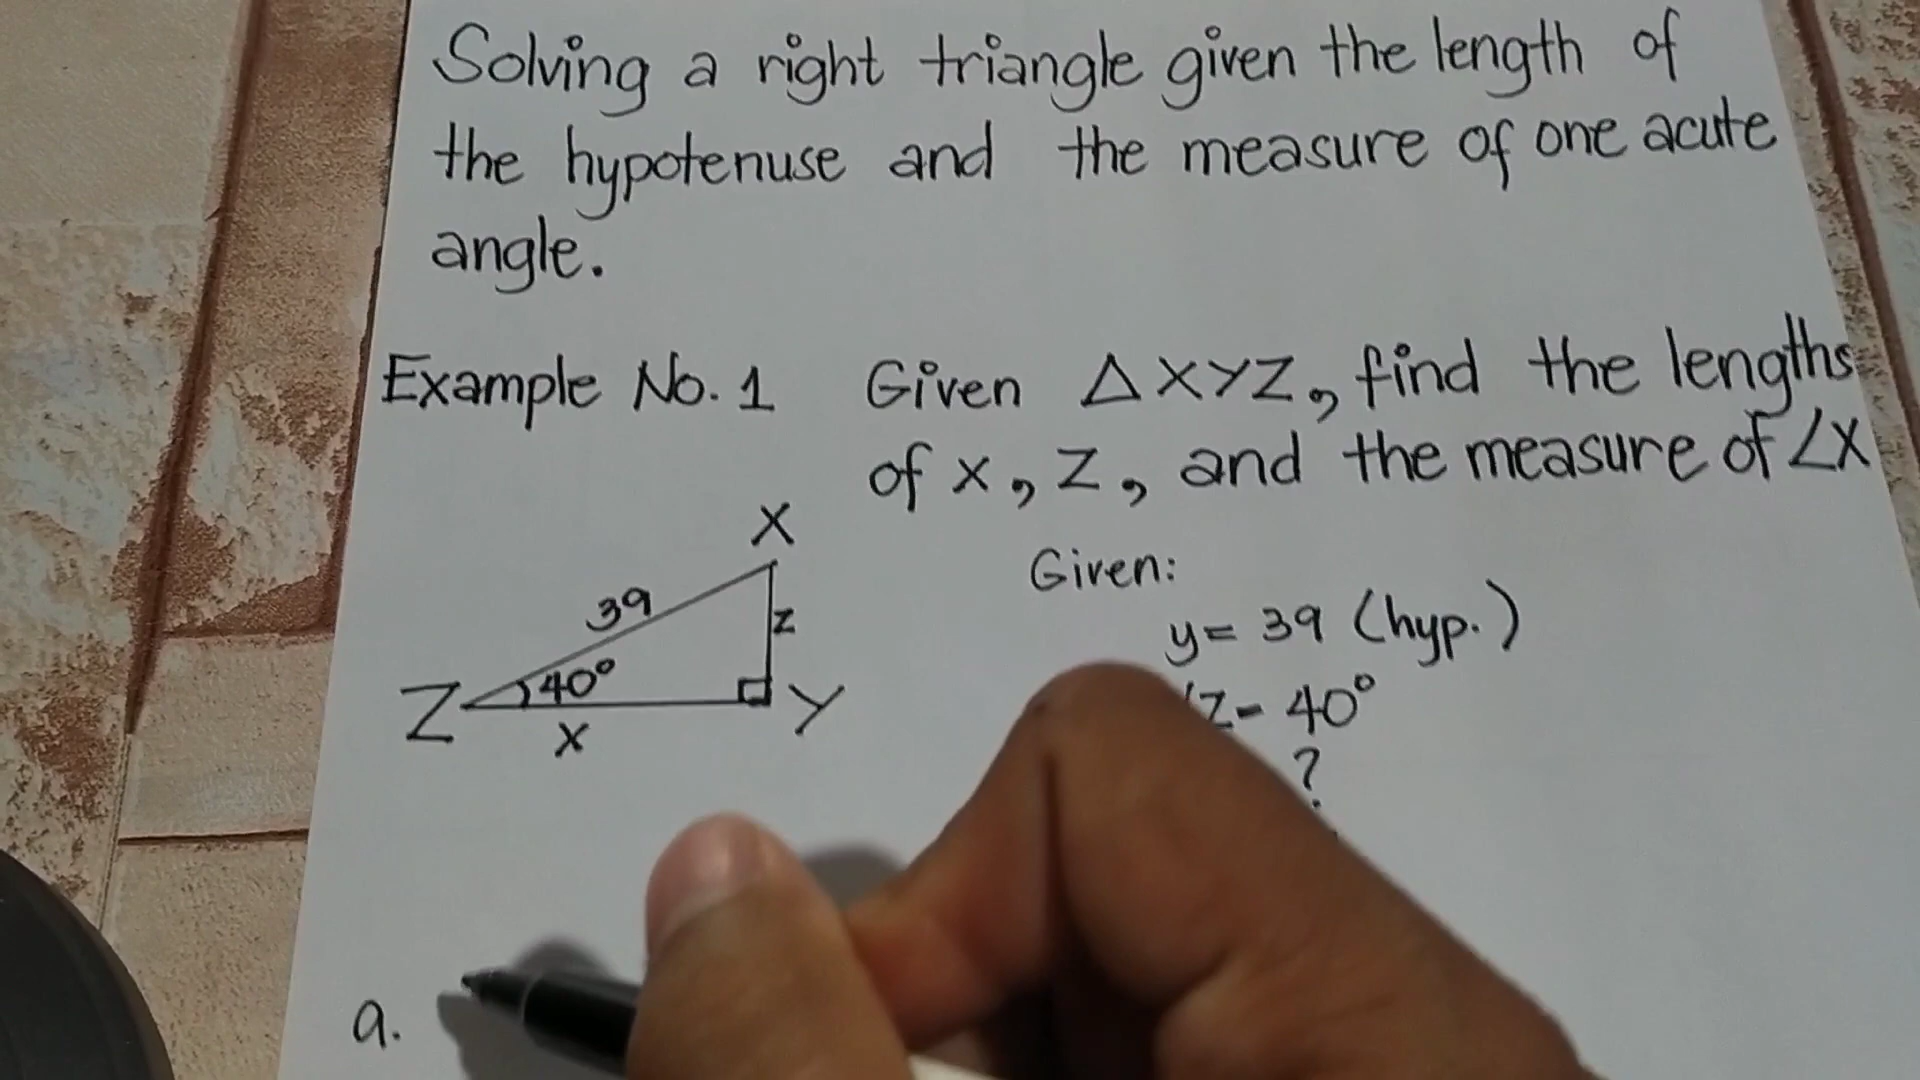 Solving a right triangle given the length of
the hypotenuse and the measure of one acute
angle.
Example No. 1 Given △XYZ, find the lengths
of x, z, and the measure of ∠X
X
39
z
40°
Z
Y
x
Given:
y= 39 (hyp.)
∠Z= 40°
?
a.